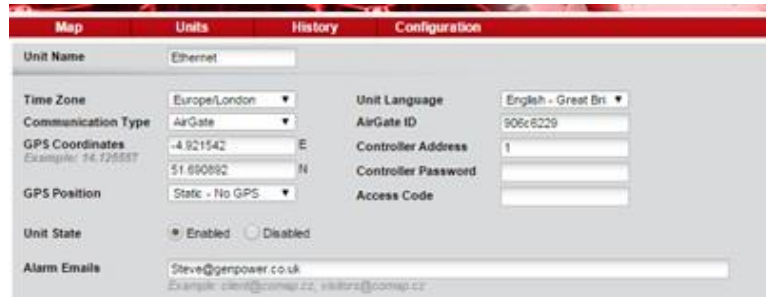 Map Units History Configuration
Unit Name Ethernet
Time Zone Europe/London Unit Language English - Great Bri
Communication Type AirGate AirGate ID 906c6229
GPS Coordinates -4.921542 E Controller Address 1
Example: 14.126587
51.690892 N Controller Password
GPS Position Static - No GPS Access Code
Unit State Enabled Disabled
Alarm Emails Steve@genpower.co.uk
Example: client@comap.cz, visitors@comap.cz